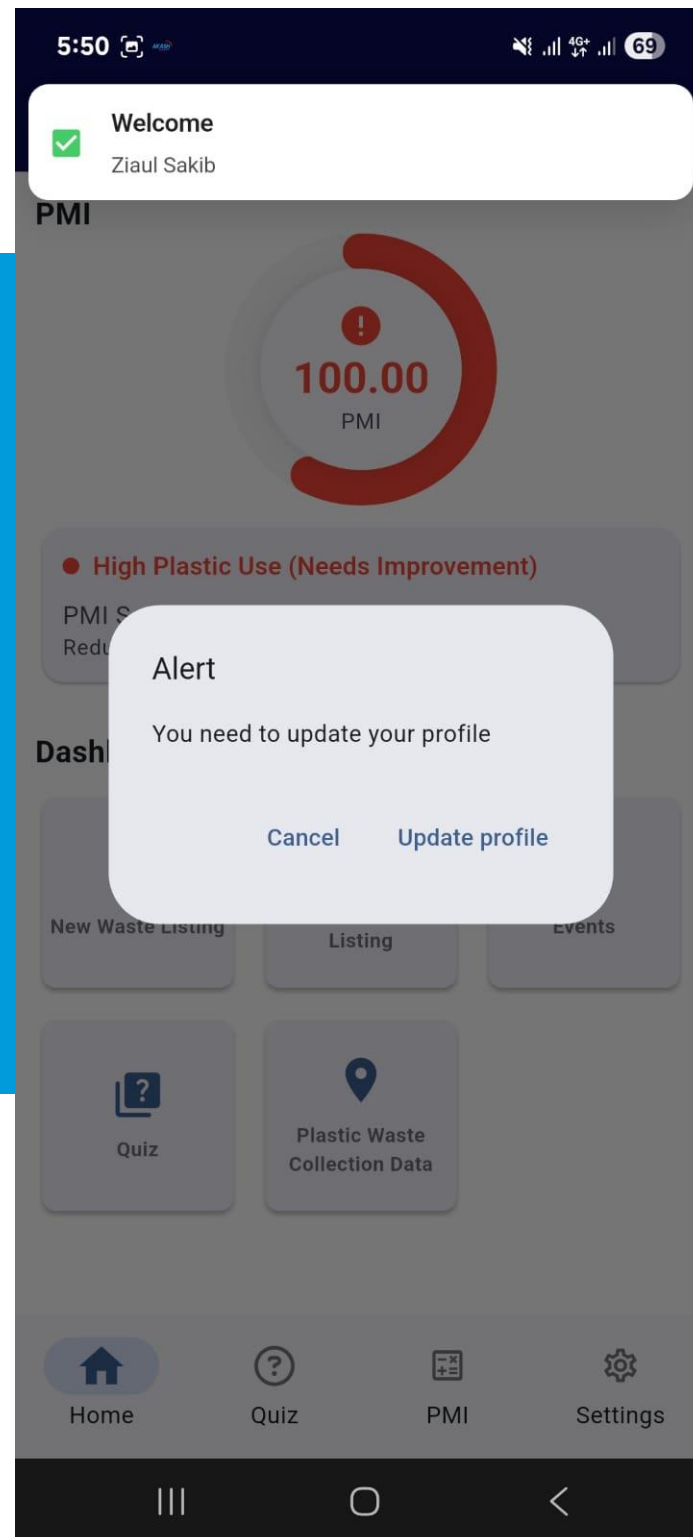 5:50
4G+
69
Welcome
Ziaul Sakib
PMI
100.00
PMI
High Plastic Use (Needs Improvement)
PMI S
Redu
Alert
You need to update your profile
Dash
Cancel Update profile
New Waste Listing
Listing
Events
Quiz
Plastic Waste
Collection Data
Home Quiz PMI Settings